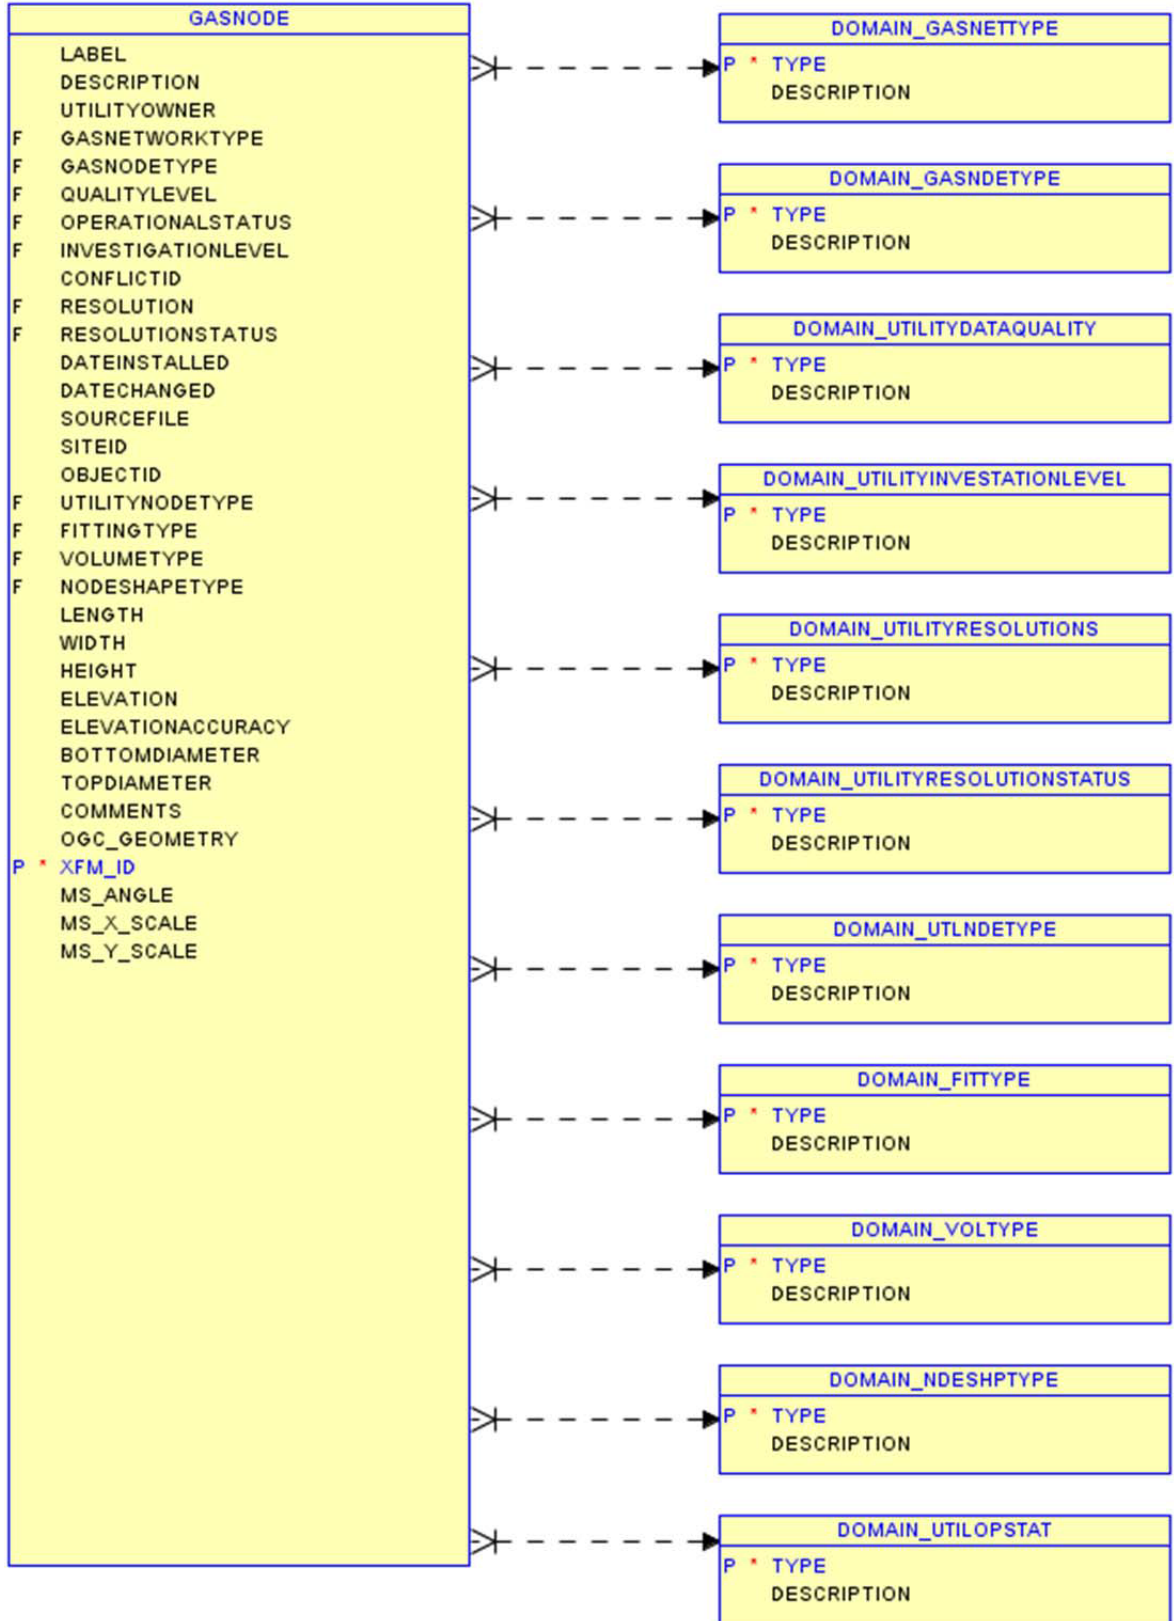 GASNODE
LABEL
DESCRIPTION
UTILITYOWNER
F GASNETWORKTYPE
F GASNODETYPE
F QUALITYLEVEL
F OPERATIONALSTATUS
F INVESTIGATIONLEVEL
CONFLICTID
F RESOLUTION
F RESOLUTIONSTATUS
DATEINSTALLED
DATECHANGED
SOURCEFILE
SITEID
OBJECTID
F UTILITYNODETYPE
F FITTINGTYPE
F VOLUMETYPE
F NODESHAPETYPE
LENGTH
WIDTH
HEIGHT
ELEVATION
ELEVATIONACCURACY
BOTTOMDIAMETER
TOPDIAMETER
COMMENTS
OGC_GEOMETRY
P * XFM_ID
MS_ANGLE
MS_X_SCALE
MS_Y_SCALE
DOMAIN_GASNETTYPE
P * TYPE
DESCRIPTION
DOMAIN_GASNDETYPE
P * TYPE
DESCRIPTION
DOMAIN_UTILITYDATAQUALITY
P * TYPE
DESCRIPTION
DOMAIN_UTILITYINVESTATIONLEVEL
P * TYPE
DESCRIPTION
DOMAIN_UTILITYRESOLUTIONS
P * TYPE
DESCRIPTION
DOMAIN_UTILITYRESOLUTIONSTATUS
P * TYPE
DESCRIPTION
DOMAIN_UTLNDETYPE
P * TYPE
DESCRIPTION
DOMAIN_FITTYPE
P * TYPE
DESCRIPTION
DOMAIN_VOLTYPE
P * TYPE
DESCRIPTION
DOMAIN_NDESHPTYPE
P * TYPE
DESCRIPTION
DOMAIN_UTILOPSTAT
P * TYPE
DESCRIPTION